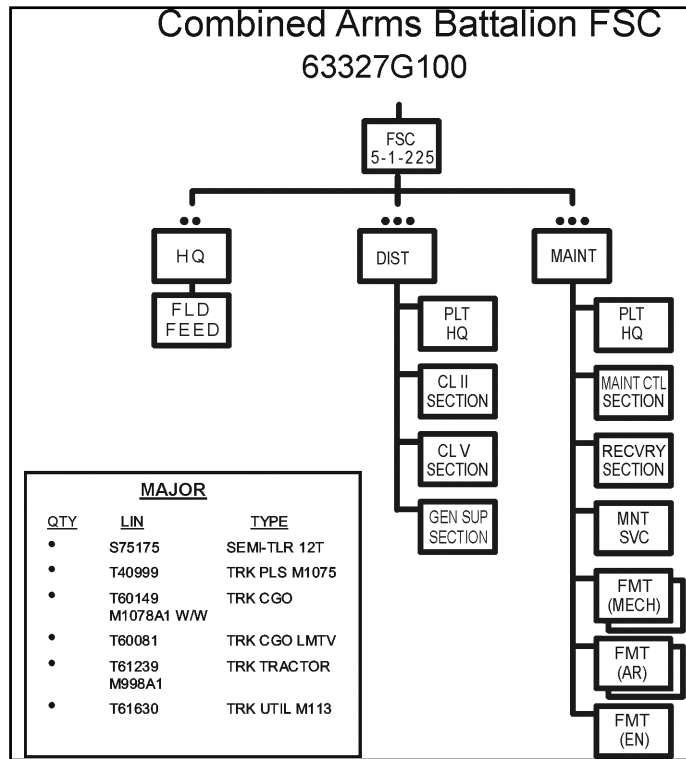 Combined Arms Battalion FSC
63327G100
FSC
5-1-225
HQ
DIST
MAINT
FLD
FEED
PLT
HQ
CL II
SECTION
CL V
SECTION
GEN SUP
SECTION
PLT
HQ
MAINT CTL
SECTION
RECVRY
SECTION
MNT
SVC
FMT
(MECH)
FMT
(AR)
FMT
(EN)
MAJOR
QTY LIN TYPE
• S75175 SEMI-TLR 12T
• T40999 TRK PLS M1075
• T60149 TRK CGO
M1078A1 W/W
• T60081 TRK CGO LMTV
• T61239 TRK TRACTOR
M998A1
• T61630 TRK UTIL M113